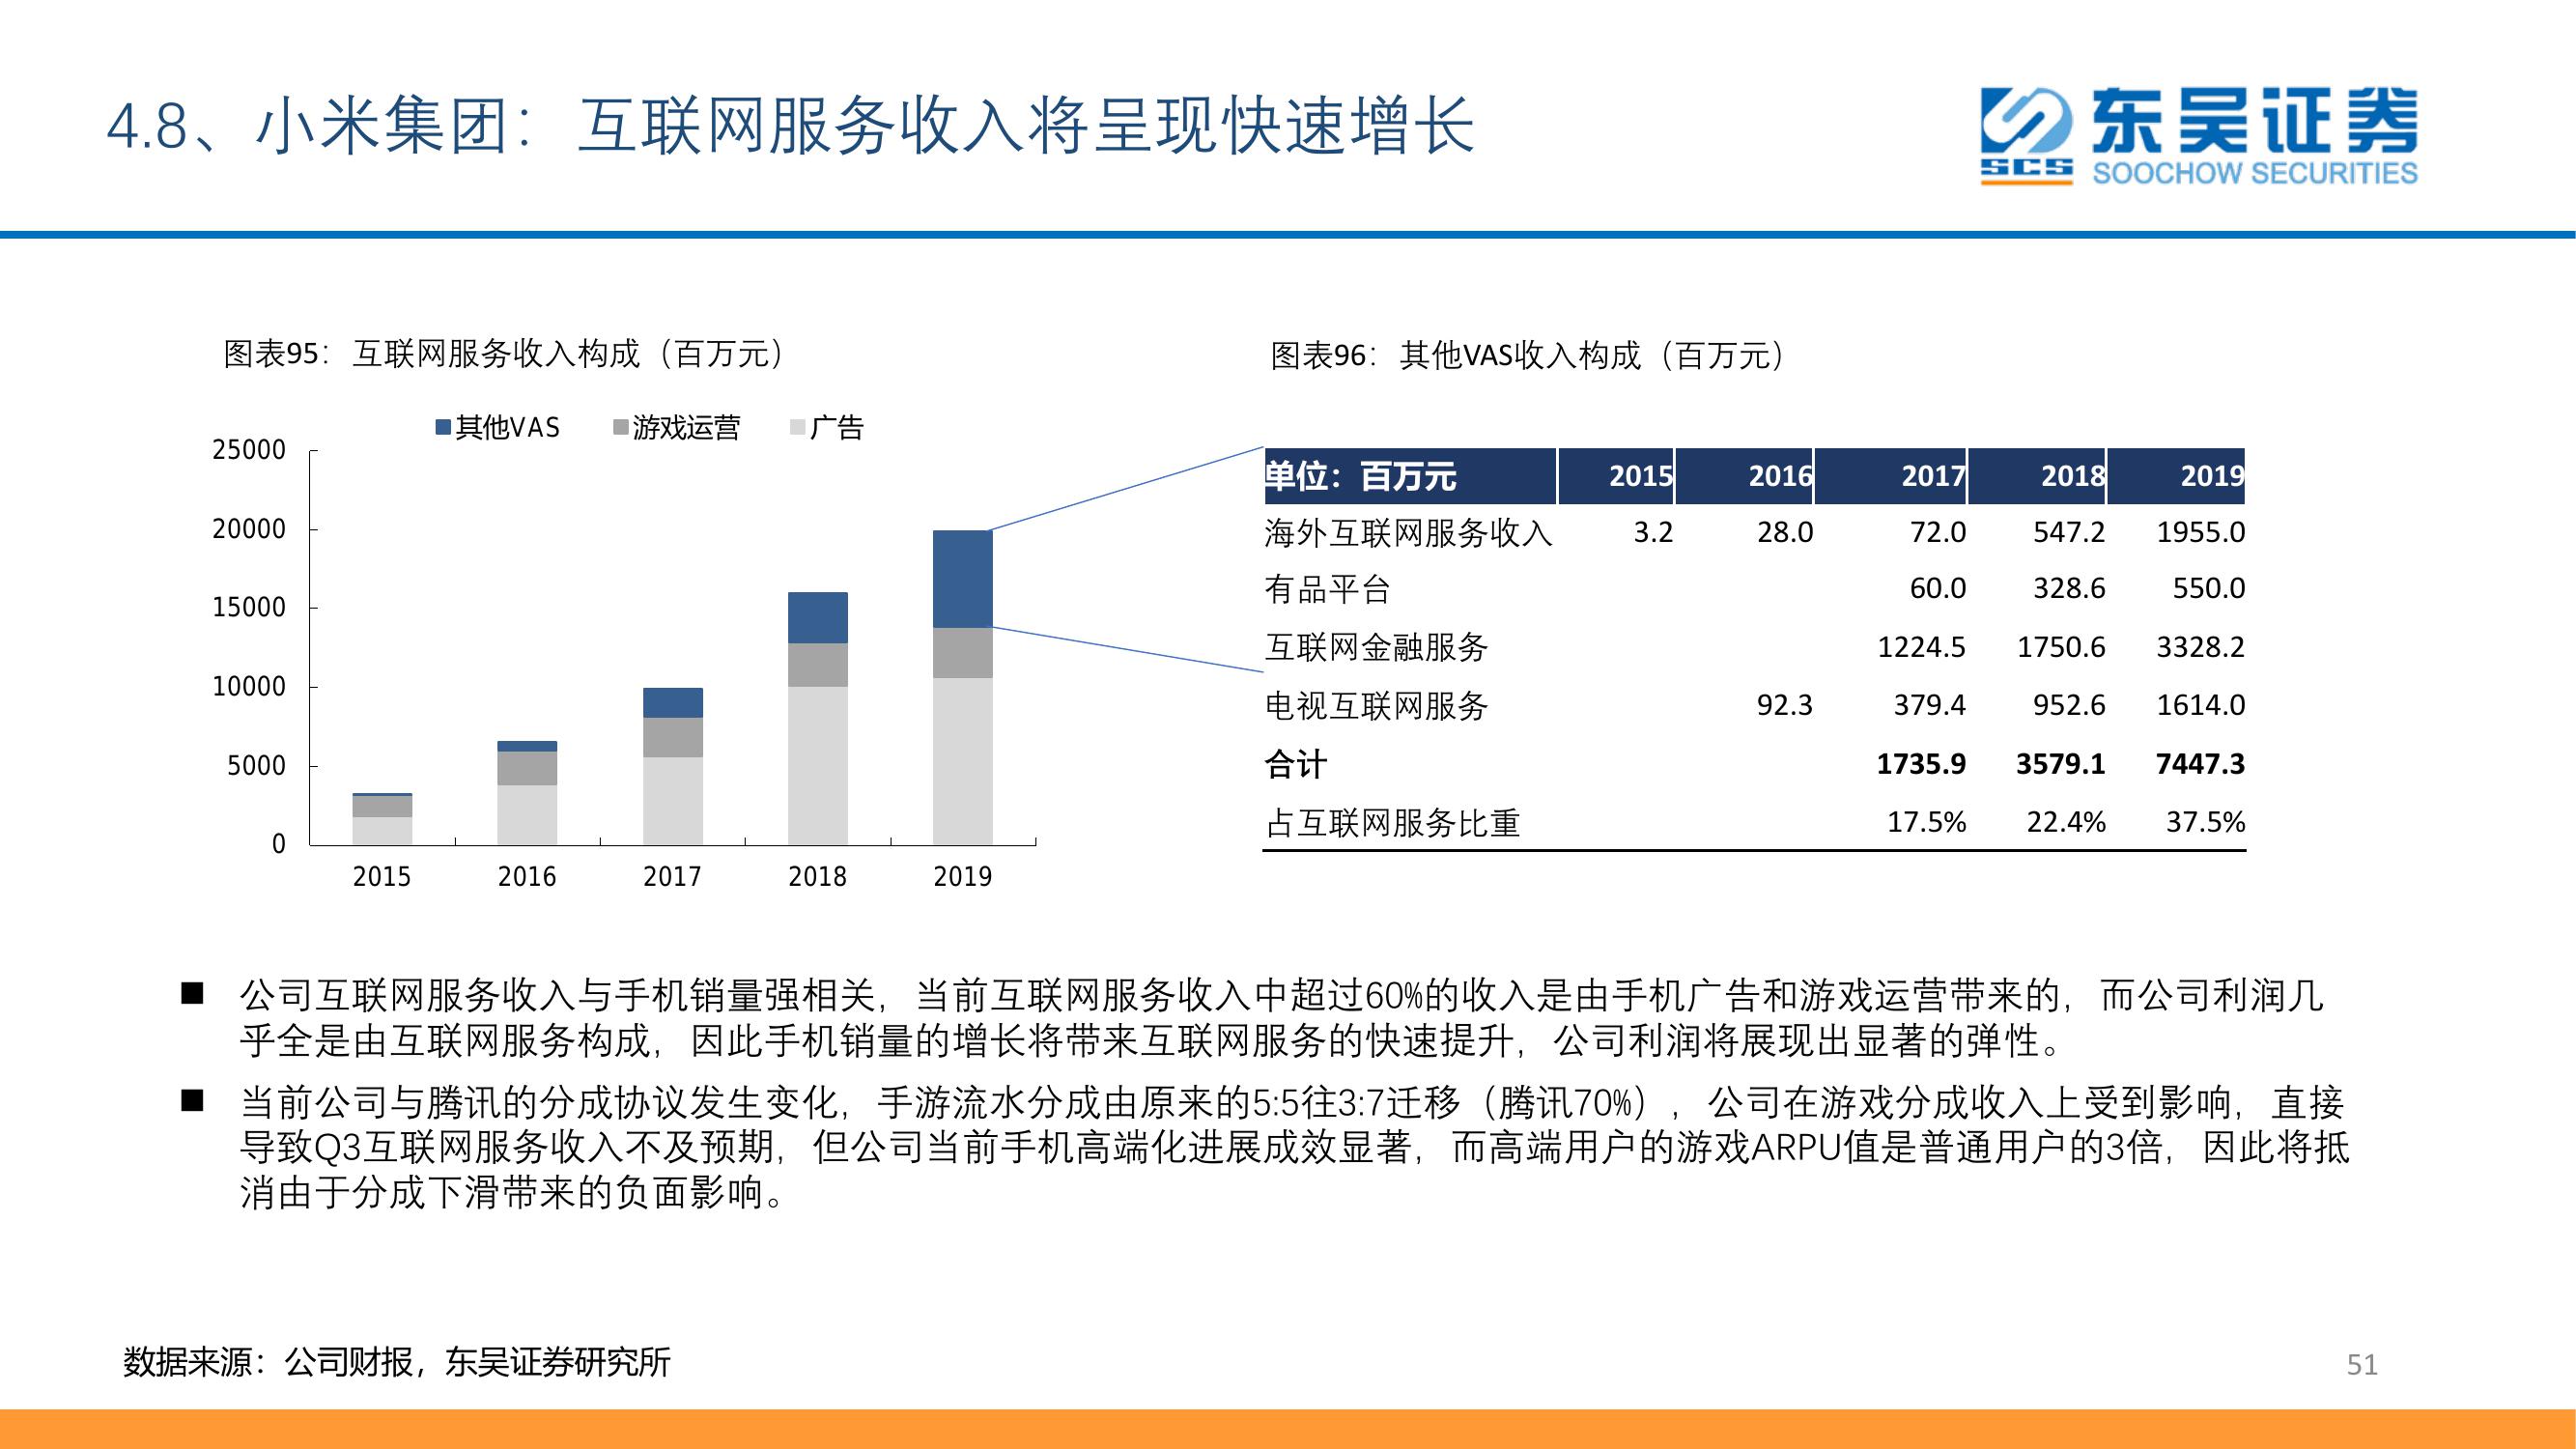 4.8、小米集团：互联网服务收入将呈现快速增长
SCS
东吴证券
SOOCHOW SECURITIES
图表95：互联网服务收入构成（百万元）
其他VAS 游戏运营 广告
25000
20000
15000
10000
5000
0
2015 2016 2017 2018 2019
图表96：其他VAS收入构成（百万元）
单位：百万元 2015 2016 2017 2018 2019
海外互联网服务收入 3.2 28.0 72.0 547.2 1955.0
有品平台 60.0 328.6 550.0
互联网金融服务 1224.5 1750.6 3328.2
电视互联网服务 92.3 379.4 952.6 1614.0
合计 1735.9 3579.1 7447.3
占互联网服务比重 17.5% 22.4% 37.5%
■ 公司互联网服务收入与手机销量强相关，当前互联网服务收入中超过60%的收入是由手机广告和游戏运营带来的，而公司利润几
乎全是由互联网服务构成，因此手机销量的增长将带来互联网服务的快速提升，公司利润将展现出显著的弹性。
■ 当前公司与腾讯的分成协议发生变化，手游流水分成由原来的5:5往3:7迁移（腾讯70%）,公司在游戏分成收入上受到影响，直接
导致Q3互联网服务收入不及预期，但公司当前手机高端化进展成效显著，而高端用户的游戏ARPU值是普通用户的3倍，因此将抵
消由于分成下滑带来的负面影响。
数据来源：公司财报，东吴证券研究所
51